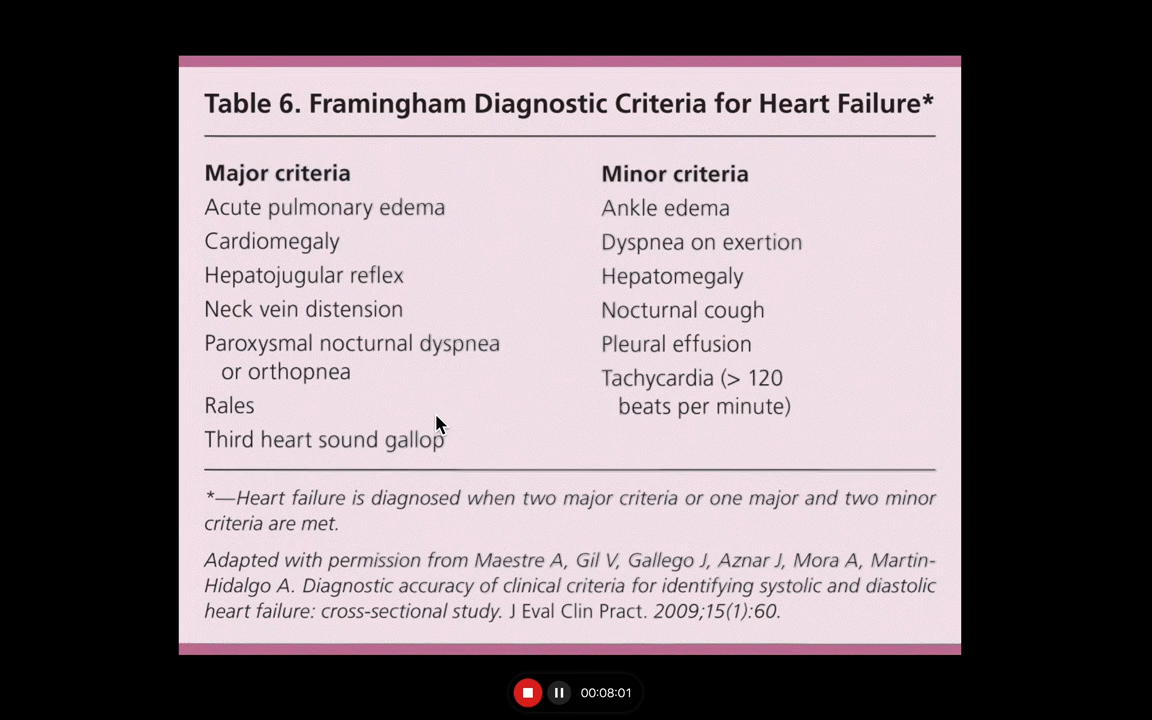 Table 6. Framingham Diagnostic Criteria for Heart Failure*
Major criteria
Acute pulmonary edema
Cardiomegaly
Hepatojugular reflex
Neck vein distension
Paroxysmal nocturnal dyspnea
or orthopnea
Rales
Third heart sound gallop
Minor criteria
Ankle edema
Dyspnea on exertion
Hepatomegaly
Nocturnal cough
Pleural effusion
Tachycardia (> 120
beats per minute)
*—Heart failure is diagnosed when two major criteria or one major and two minor
criteria are met.
Adapted with permission from Maestre A, Gil V, Gallego J, Aznar J, Mora A, Martin-
Hidalgo A. Diagnostic accuracy of clinical criteria for identifying systolic and diastolic
heart failure: cross-sectional study. J Eval Clin Pract. 2009;15(1):60.
00:08:01